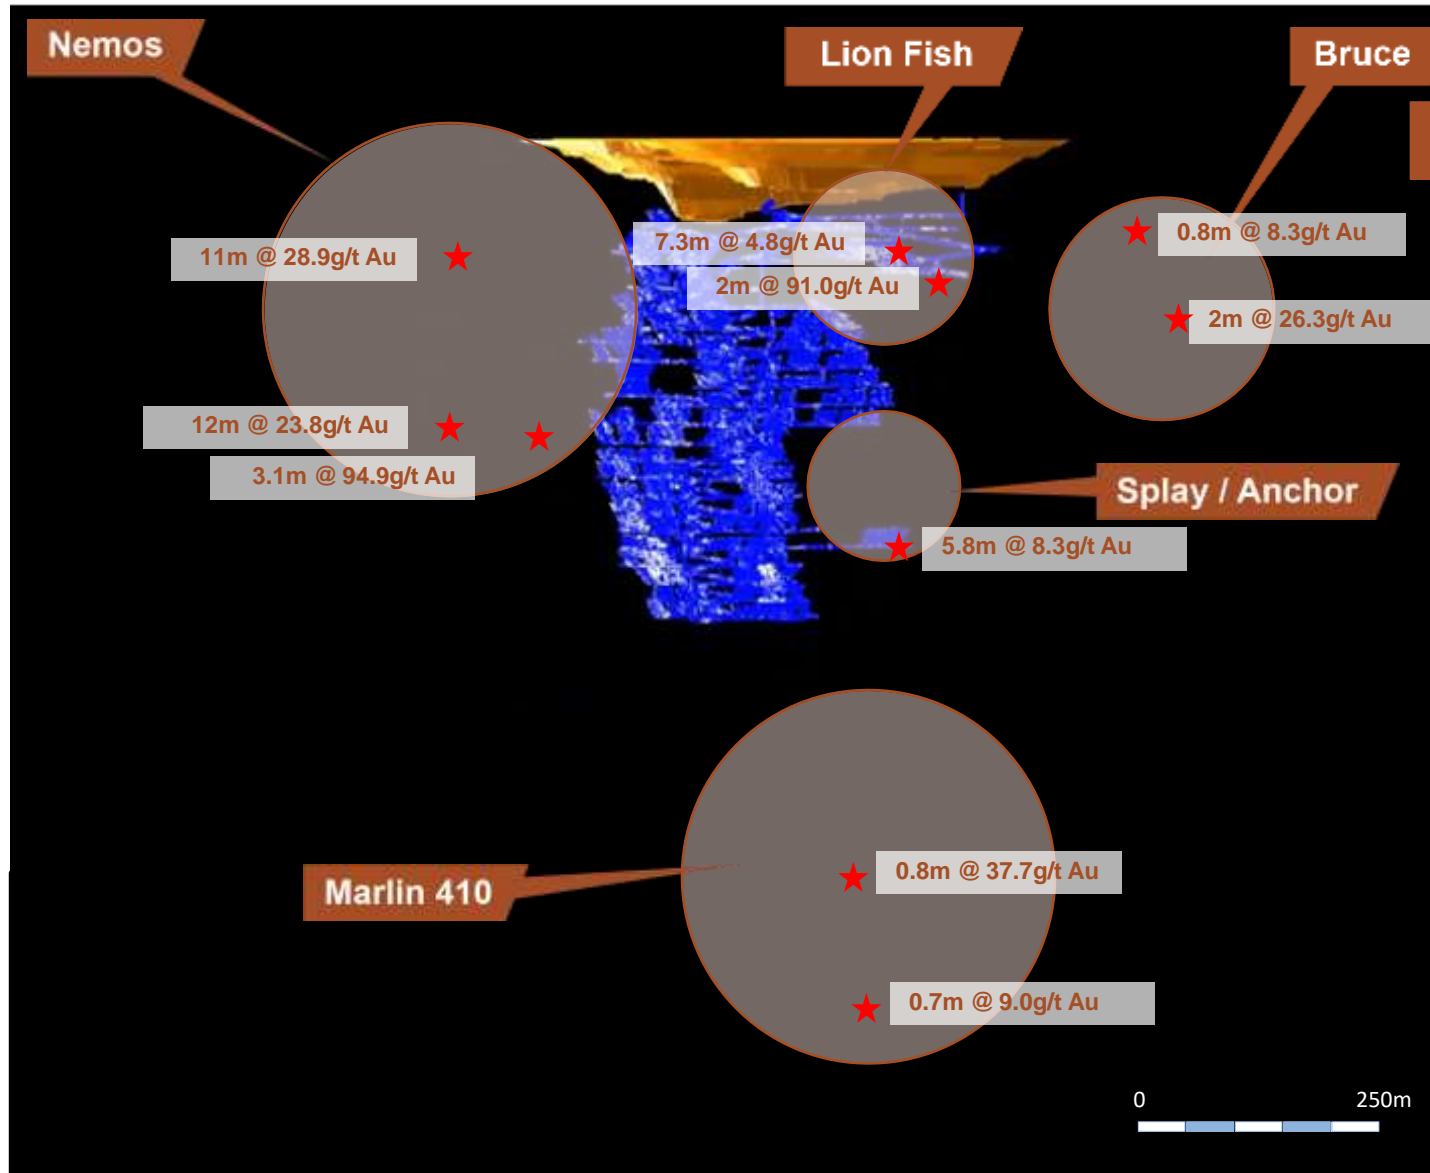 Nemos
Lion Fish
Bruce
11m @ 28.9g/t Au
7.3m @ 4.8g/t Au
2m @ 91.0g/t Au
0.8m @ 8.3g/t Au
2m @ 26.3g/t Au
12m @ 23.8g/t Au
3.1m @ 94.9g/t Au
Splay / Anchor
5.8m @ 8.3g/t Au
Marlin 410
0.8m @ 37.7g/t Au
0.7m @ 9.0g/t Au
0 250m